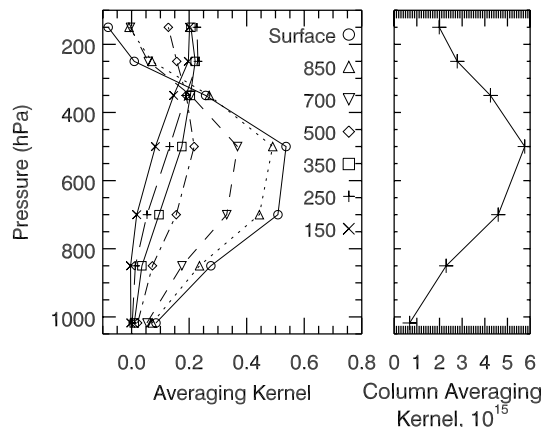 200
400
600
800
1000
Pressure (hPa)
0.0 0.2 0.4 0.6 0.8
Averaging Kernel
Surface
850
700
500
350
250
150
0 1 2 3 4 5 6
Column Averaging
Kernel, 10^15